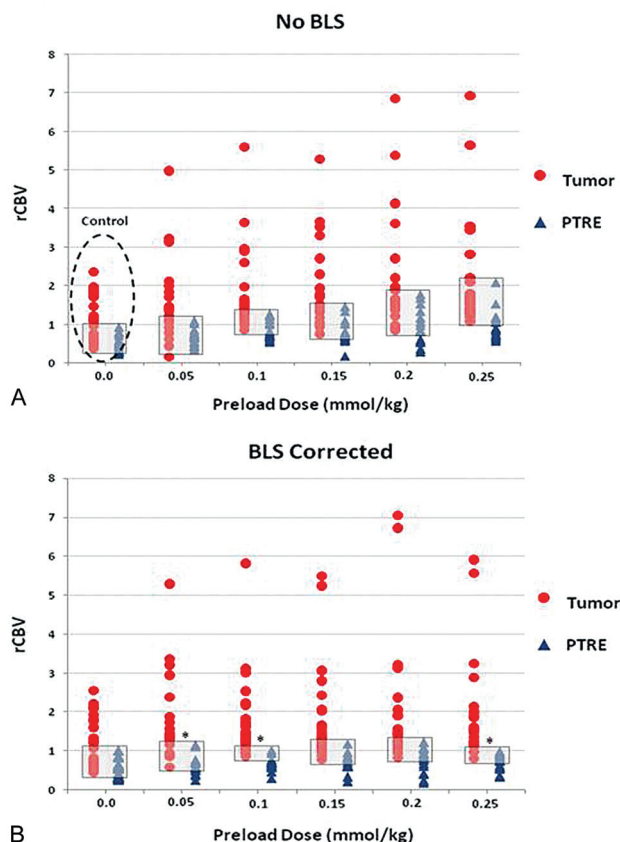 No BLS
8
7
6
5
4
3
2
1
0
rCBV
Control
Tumor
PTRE
0.0 0.05 0.1 0.15 0.2 0.25
Preload Dose (mmol/kg)
A
BLS Corrected
8
7
6
5
4
3
2
1
0
rCBV
* * *
Tumor
PTRE
0.0 0.05 0.1 0.15 0.2 0.25
Preload Dose (mmol/kg)
B